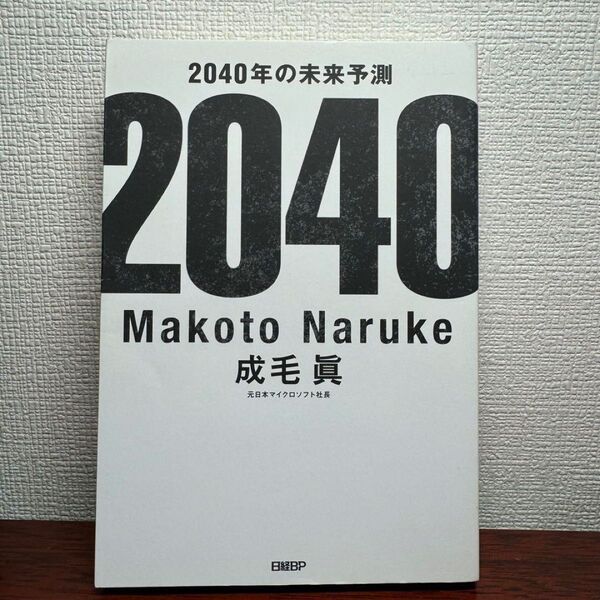 2040年の未来予測
2040
Makoto Naruke
成毛 眞
元日本マイクロソフト社長
日経BP